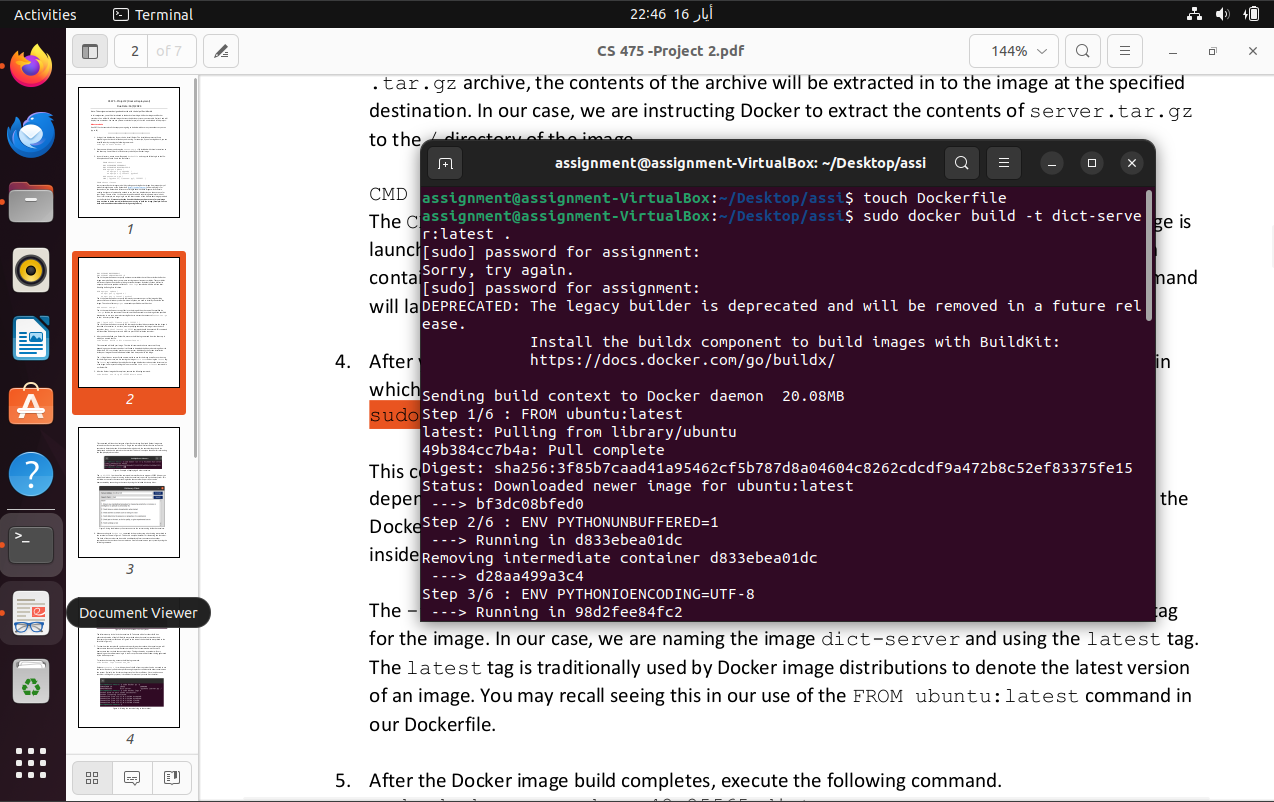 Activities
Terminal
22:46 16 أيار
2
of 7
CS 475 -Project 2.pdf
144%
.tar.gz archive, the contents of the archive will be extracted in to the image at the specified
destination. In our case, we are instructing Docker to extract the contents of server.tar.gz
to the / directory of the image.
CMD
The
launch
ge is
mand
will la
4. After
in
which
sudo
This
depen
the
Docke
inside
The -
tag
for the image. In our case, we are naming the image dict-server and using the latest tag.
The latest tag is traditionally used by Docker image distributions to denote the latest version
of an image. You may recall seeing this in our use of the FROM ubuntu:latest command in
our Dockerfile.
5. After the Docker image build completes, execute the following command.
assignment@assignment-VirtualBox: ~/Desktop/assi
assignment@assignment-VirtualBox:~/Desktop/assi$ touch Dockerfile
assignment@assignment-VirtualBox:~/Desktop/assi$ sudo docker build -t dict-serve
r:latest .
[sudo] password for assignment:
Sorry, try again.
[sudo] password for assignment:
DEPRECATED: The legacy builder is deprecated and will be removed in a future rel
ease.
Install the buildx component to build images with BuildKit:
https://docs.docker.com/go/buildx/
Sending build context to Docker daemon  20.08MB
Step 1/6 : FROM ubuntu:latest
latest: Pulling from library/ubuntu
49b384cc7b4a: Pull complete
Digest: sha256:3f85b7caad41a95462cf5b787d8a04604c8262cdcdf9a472b8c52ef83375fe15
Status: Downloaded newer image for ubuntu:latest
---> bf3dc08bfed0
Step 2/6 : ENV PYTHONUNBUFFERED=1
---> Running in d833ebea01dc
Removing intermediate container d833ebea01dc
---> d28aa499a3c4
Step 3/6 : ENV PYTHONIOENCODING=UTF-8
---> Running in 98d2fee84fc2
1
2
3
Document Viewer
4